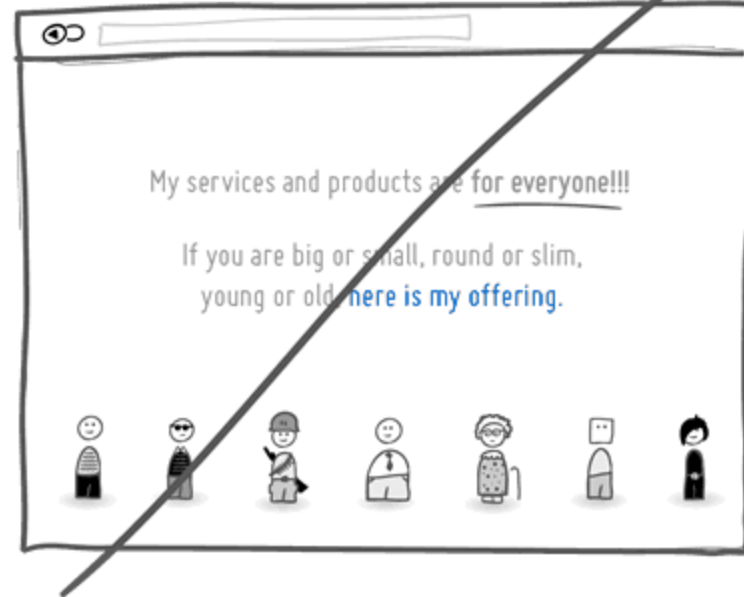 My services and products are for everyone!!!
If you are big or small, round or slim,
young or old, here is my offering.